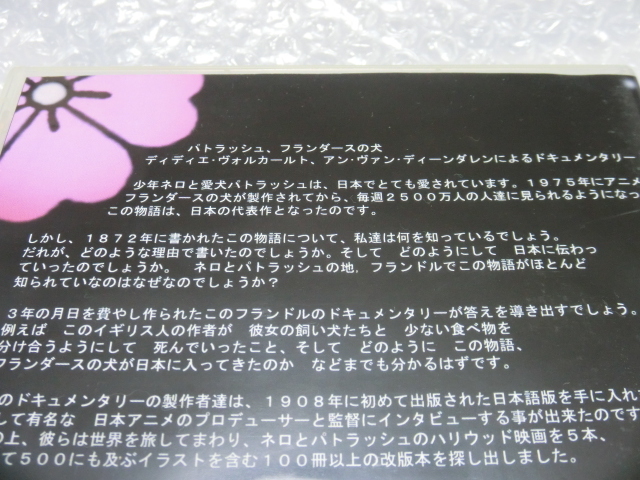 パトラッシュ、フランダースの犬
ディディエ・ヴォルカールト、アン・ヴァン・ディーンダレンによるドキュメンタリー
少年ネロと愛犬パトラッシュは、日本でとても愛されています。1975年にアニメ
フランダースの犬が製作されてから、毎週2500万人の人達に見られるようになっ
この物語は、日本の代表作となったのです。
しかし、1872年に書かれたこの物語について、私達は何を知っているでしょう。
だれが、どのような理由で書いたのでしょうか。そして　どのようにして　日本に伝わっ
ていったのでしょうか。　ネロとパトラッシュの地，フランドルでこの物語がほとんど
知られていなのはなぜなのでしょうか？
3年の月日を費やし作られたこのフランドルのドキュメンタリーが答えを導き出すでしょう。
例えば　このイギリス人の作者が　彼女の飼い犬たちと　少ない食べ物を
分け合うようにして　死んでいったこと、そして　どのように　この物語、
フランダースの犬が日本に入ってきたのか　などまでも分かるはずです。
のドキュメンタリーの製作者達は、1908年に初めて出版された日本語版を手に入れ
して有名な　日本アニメのプロデューサーと監督にインタビューする事が出来たのです
の上、彼らは世界を旅してまわり、ネロとパトラッシュのハリウッド映画を5本、
て500にも及ぶイラストを含む100冊以上の改版本を探し出しました。